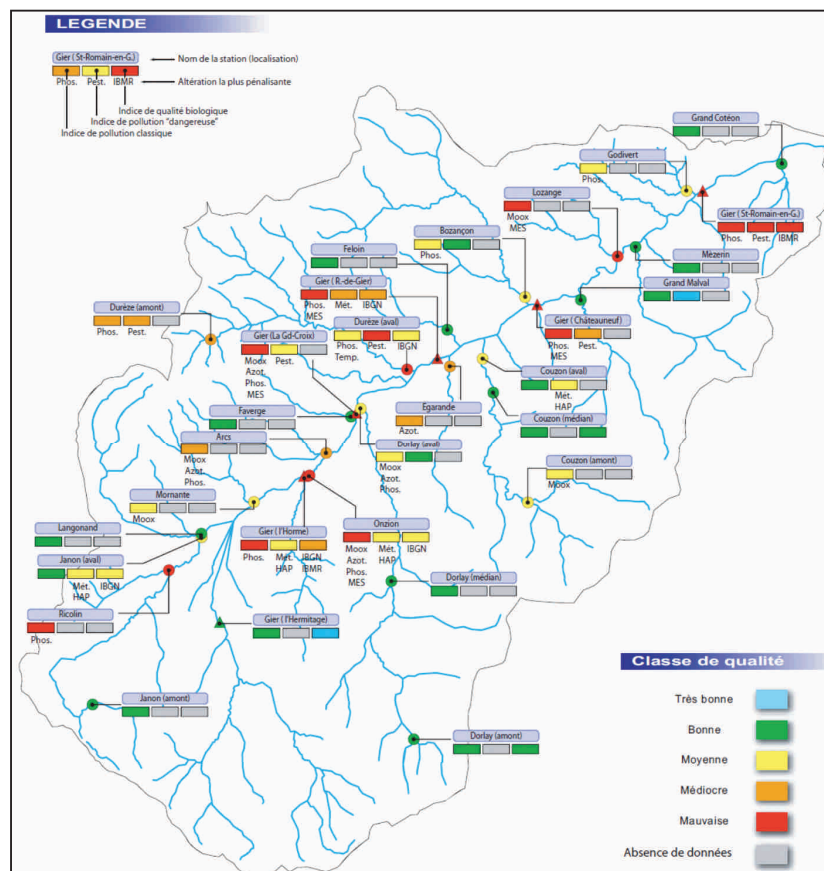 LEGENDE
Gier ( St-Romain-en-G.)
Nom de la station (localisation)
Phos. Pest. IBMR
Altération la plus pénalisante
Indice de qualité biologique
Indice de pollution "dangereuse"
Indice de pollution classique
Grand Cotéon
Godivert
Phos.
Lozange
Moox
MES
Gier ( St-Romain-en-G.)
Phos. Pest. IBMR
Bozançon
Phos.
Feloin
Mézerin
Gier ( R.-de-Gier)
Phos. Mét. IBGN
MES
Grand Malval
Durèze (amont)
Phos. Pest.
Durèze (aval)
Phos. Pest. IBGN
Temp.
Gier (La Gd-Croix)
Moox Pest.
Azot.
Phos.
MES
Gier ( Châteauneuf)
Phos. Pest.
MES
Couzon (aval)
Mét.
HAP
Faverge
Egarande
Azot.
Couzon (médian)
Arcs
Moox
Azot.
Phos.
Dorlay (aval)
Moox
Azot.
Phos.
Couzon (amont)
Moox
Mornante
Moox
Langonand
Gier ( l'Horme)
Phos. Mét. IBGN
HAP IBMR
Onzion
Moox Mét. IBGN
Azot. HAP
Phos.
MES
Janon (aval)
Mét. IBGN
HAP
Dorlay (médian)
Ricolin
Phos.
Gier ( l'Hermitage)
Janon (amont)
Dorlay (amont)
Classe de qualité
Très bonne
Bonne
Moyenne
Médiocre
Mauvaise
Absence de données